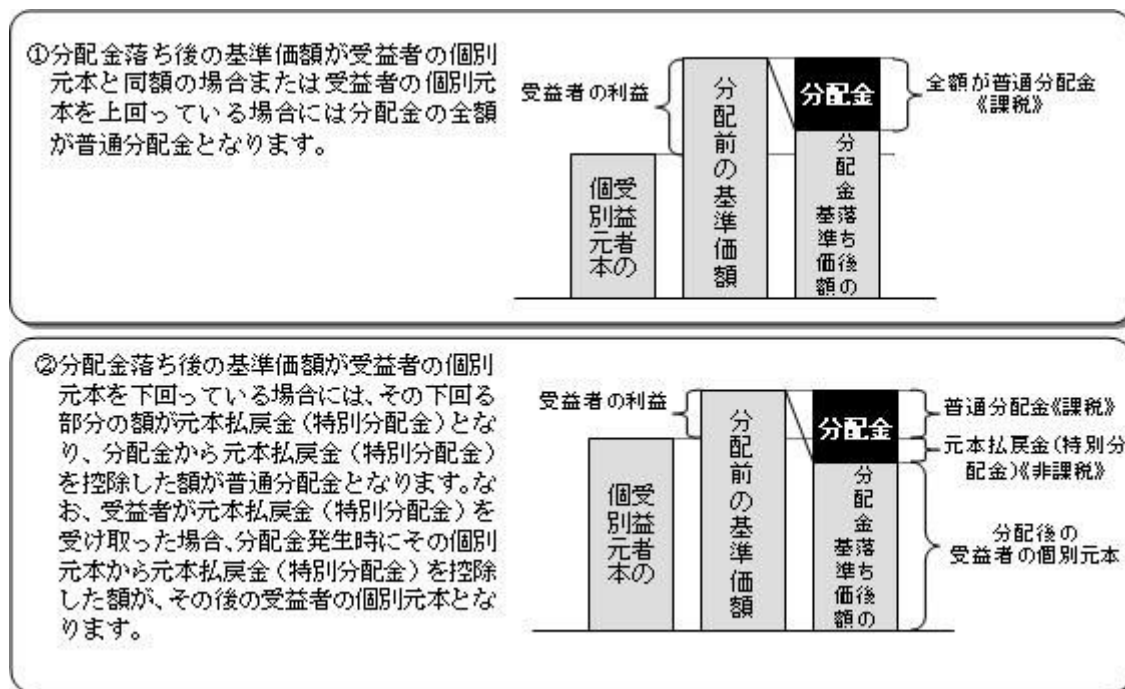 ①分配金落ち後の基準価額が受益者の個別
元本と同額の場合または受益者の個別元
本を上回っている場合には分配金の全額
が普通分配金となります。
受益者の利益
受益者の
個別元本
分配前の基準価額
分配金
分配金落ち後の
基準価額
全額が普通分配金
《課税》
②分配金落ち後の基準価額が受益者の個別
元本を下回っている場合には、その下回る
部分の額が元本払戻金(特別分配金)とな
り、分配金から元本払戻金(特別分配金)
を控除した額が普通分配金となります。な
お、受益者が元本払戻金(特別分配金)を
受け取った場合、分配金発生時にその個別
元本から元本払戻金(特別分配金)を控除
した額が、その後の受益者の個別元本とな
ります。
受益者の利益
受益者の
個別元本
分配前の基準価額
分配金
分配金落ち後の
基準価額
普通分配金《課税》
元本払戻金(特別分
配金)《非課税》
分配後の
受益者の個別元本